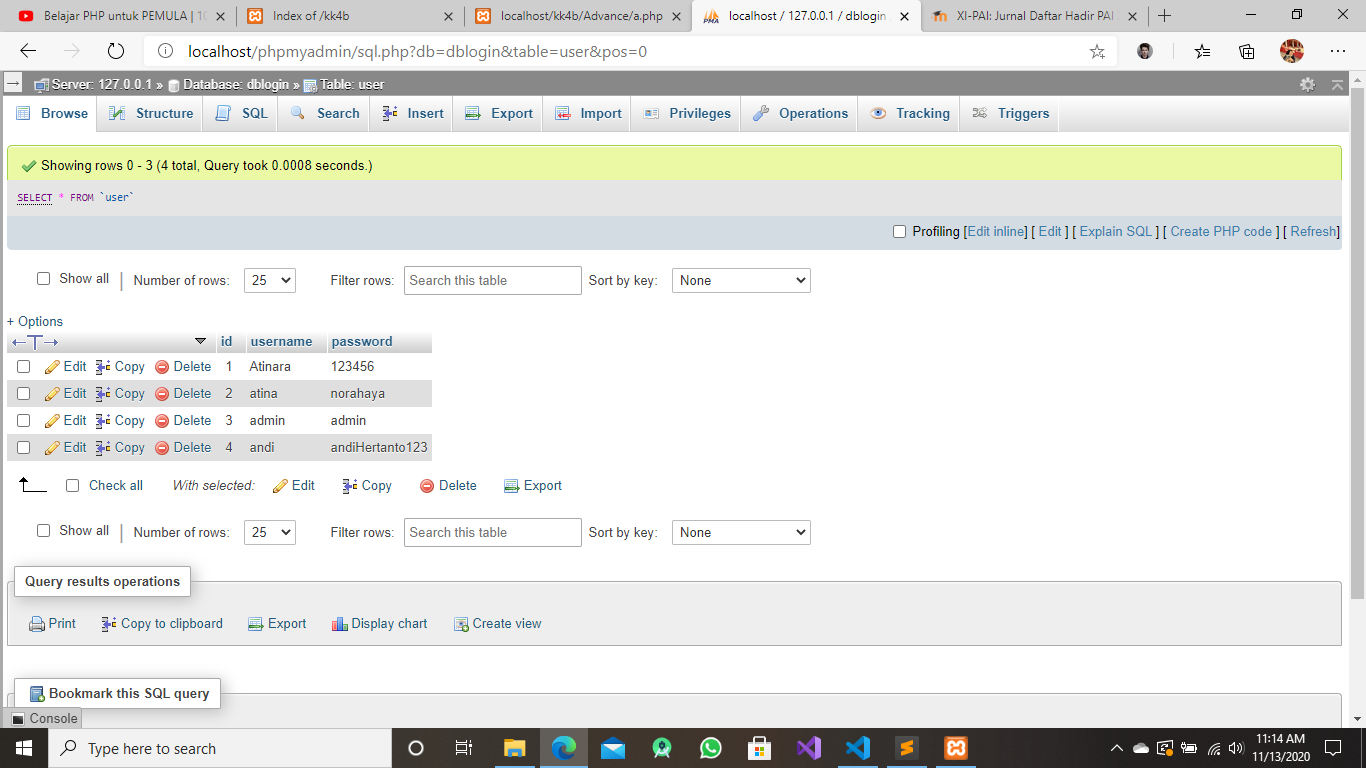 Belajar PHP untuk PEMULA | 10
Index of /kk4b
localhost/kk4b/Advance/a.php
localhost / 127.0.0.1 / dblogin
XI-PAI: Jurnal Daftar Hadir PAI
localhost/phpmyadmin/sql.php?db=dblogin&table=user&pos=0
Server: 127.0.0.1 » Database: dblogin » Table: user
Browse Structure SQL Search Insert Export Import Privileges Operations Tracking Triggers
Showing rows 0 - 3 (4 total, Query took 0.0008 seconds.)
SELECT * FROM `user`
Profiling [Edit inline] [ Edit ] [ Explain SQL ] [ Create PHP code ] [ Refresh]
Show all | Number of rows: 25 Filter rows: Search this table Sort by key: None
+ Options
id username password
Edit Copy Delete 1 Atinara 123456
Edit Copy Delete 2 atina norahaya
Edit Copy Delete 3 admin admin
Edit Copy Delete 4 andi andiHertanto123
Check all With selected: Edit Copy Delete Export
Show all | Number of rows: 25 Filter rows: Search this table Sort by key: None
Query results operations
Print Copy to clipboard Export Display chart Create view
Bookmark this SQL query
Console
Type here to search
11:14 AM
11/13/2020